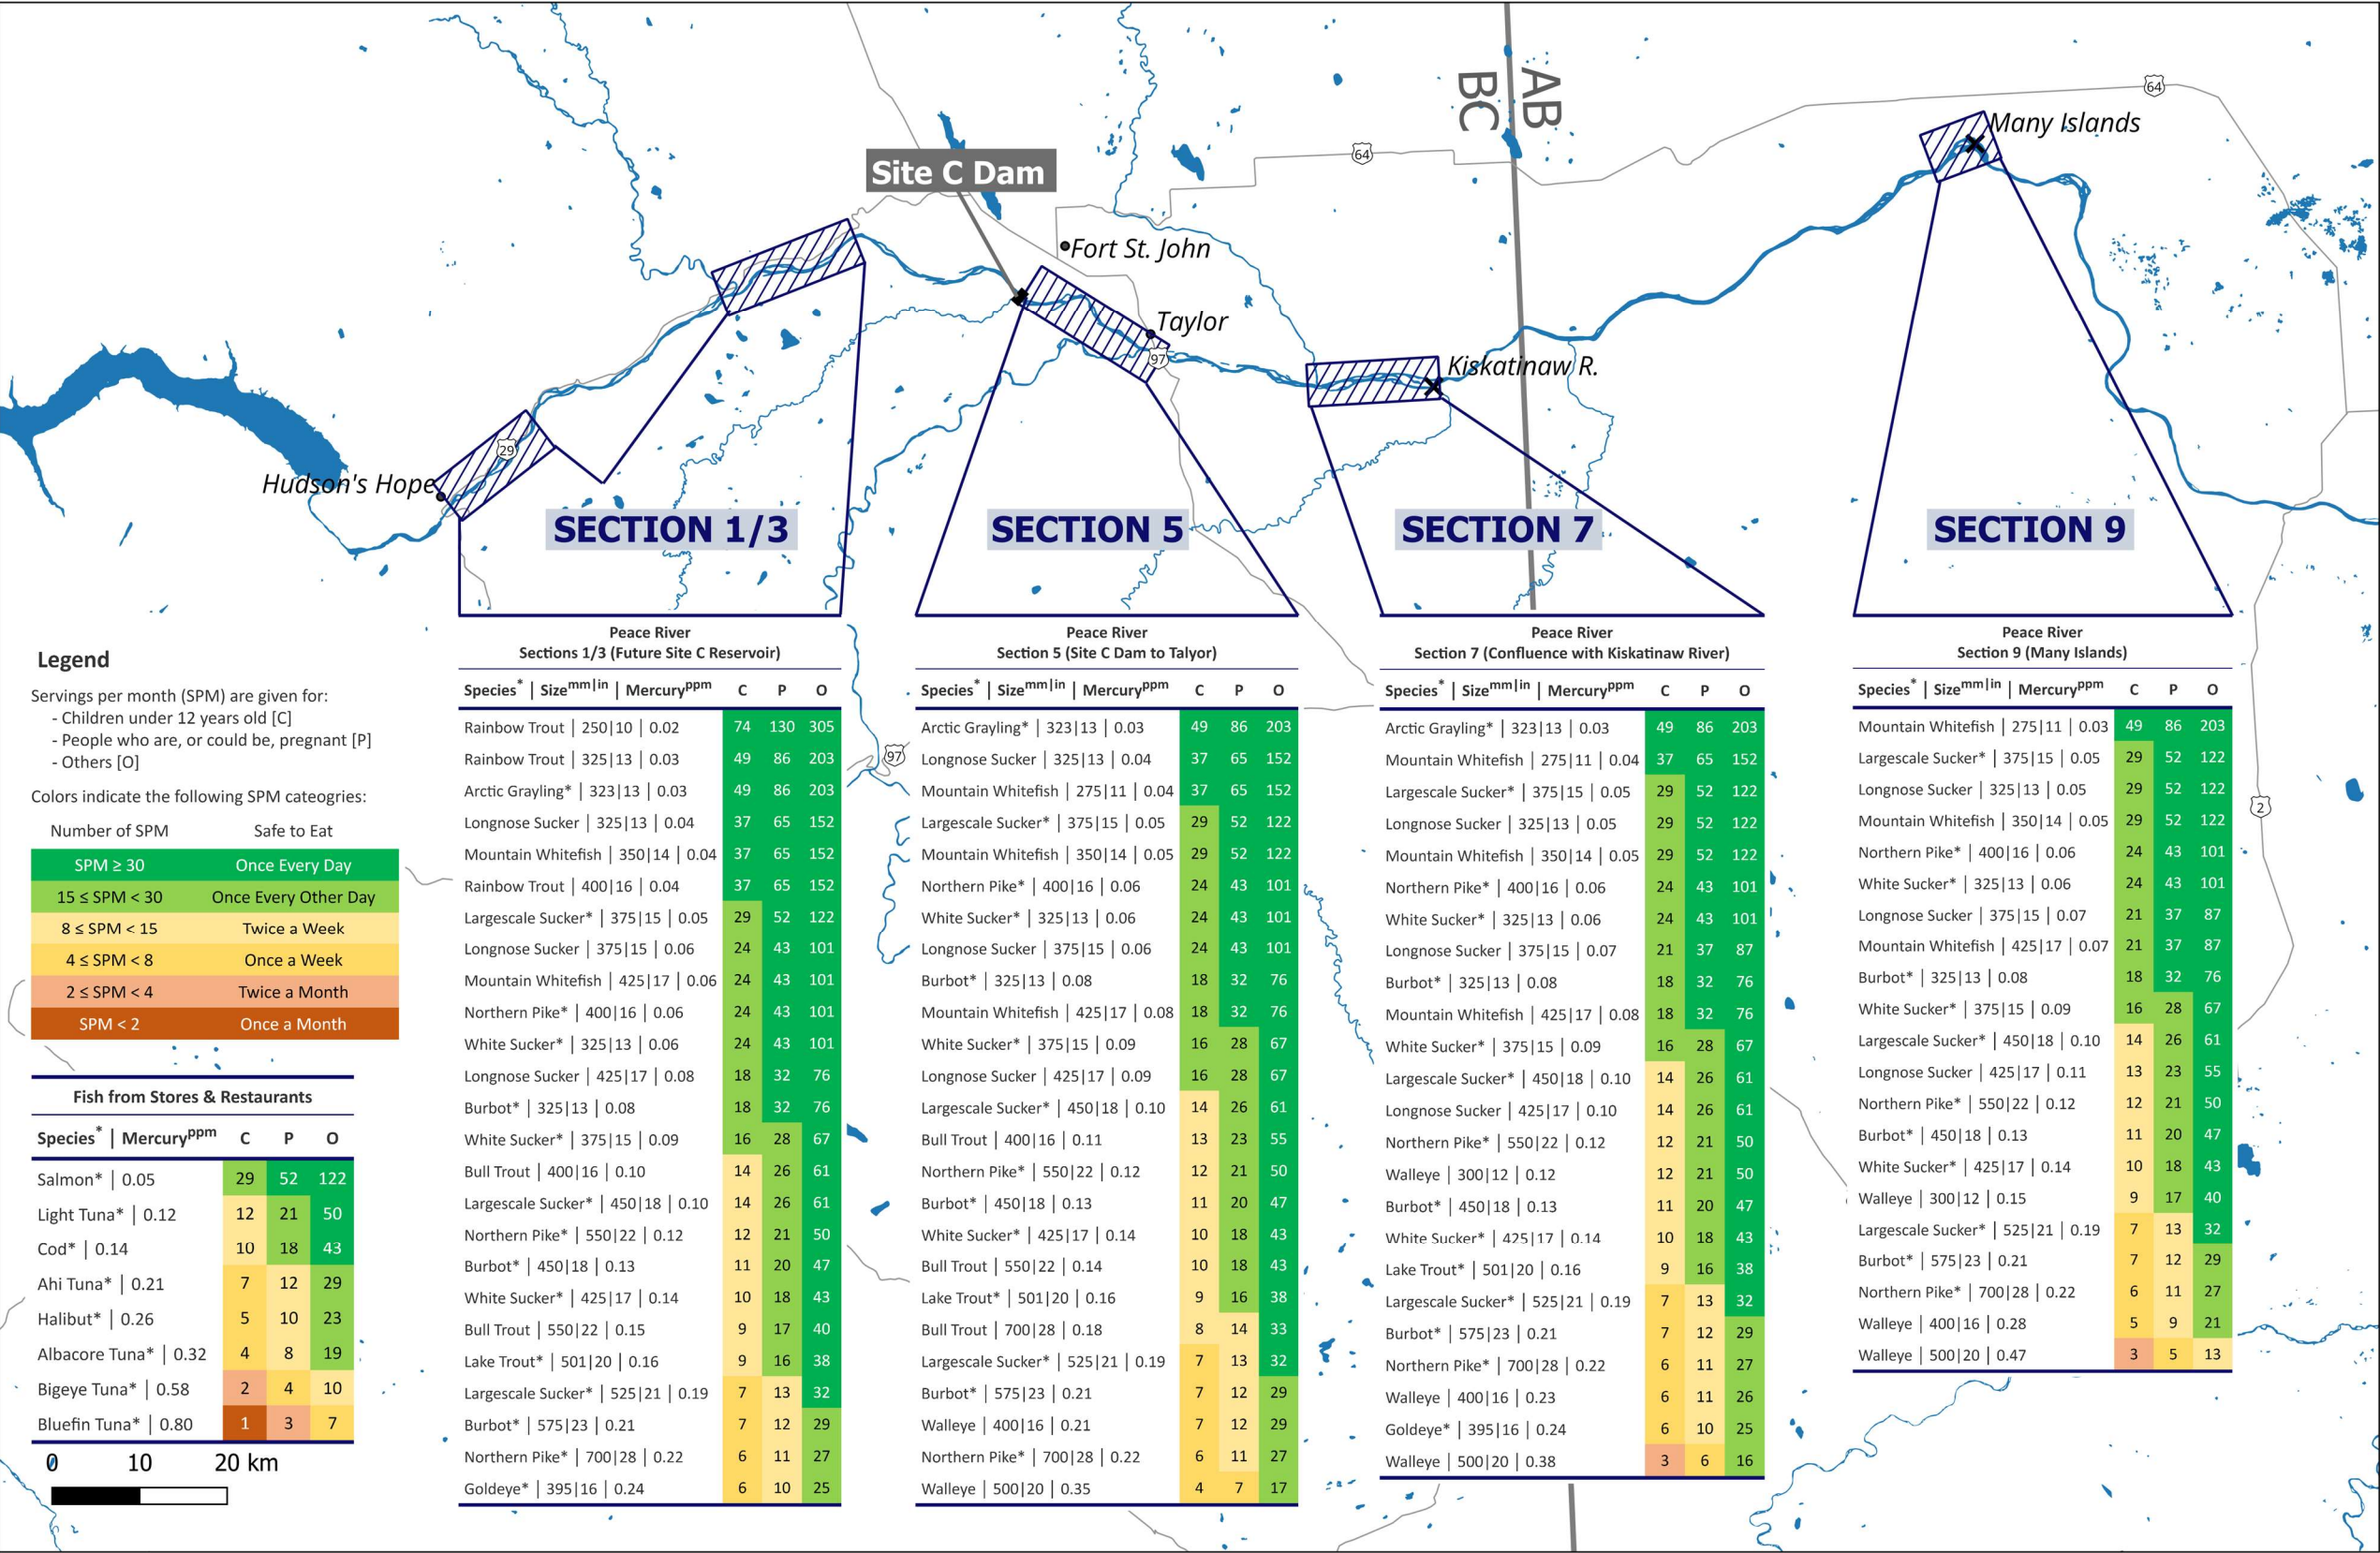 BC
AB
64
Many Islands
64
Site C Dam
Fort St. John
Taylor
97
Kiskatinaw R.
29
Hudson's Hope
SECTION 1/3
SECTION 5
SECTION 7
SECTION 9
97
2
Legend
Servings per month (SPM) are given for:
- Children under 12 years old [C]
- People who are, or could be, pregnant [P]
- Others [O]
Colors indicate the following SPM cateogries:
Number of SPM Safe to Eat
SPM ≥ 30 Once Every Day
15 ≤ SPM < 30 Once Every Other Day
8 ≤ SPM < 15 Twice a Week
4 ≤ SPM < 8 Once a Week
2 ≤ SPM < 4 Twice a Month
SPM < 2 Once a Month
Fish from Stores & Restaurants
Species* | Mercuryppm C P O
Salmon* | 0.05 29 52 122
Light Tuna* | 0.12 12 21 50
Cod* | 0.14 10 18 43
Ahi Tuna* | 0.21 7 12 29
Halibut* | 0.26 5 10 23
Albacore Tuna* | 0.32 4 8 19
Bigeye Tuna* | 0.58 2 4 10
Bluefin Tuna* | 0.80 1 3 7
0 10 20 km
Peace River
Sections 1/3 (Future Site C Reservoir)
Species* | Sizemm|in | Mercuryppm C P O
Rainbow Trout | 250|10 | 0.02 74 130 305
Rainbow Trout | 325|13 | 0.03 49 86 203
Arctic Grayling* | 323|13 | 0.03 49 86 203
Longnose Sucker | 325|13 | 0.04 37 65 152
Mountain Whitefish | 350|14 | 0.04 37 65 152
Rainbow Trout | 400|16 | 0.04 37 65 152
Largescale Sucker* | 375|15 | 0.05 29 52 122
Longnose Sucker | 375|15 | 0.06 24 43 101
Mountain Whitefish | 425|17 | 0.06 24 43 101
Northern Pike* | 400|16 | 0.06 24 43 101
White Sucker* | 325|13 | 0.06 24 43 101
Longnose Sucker | 425|17 | 0.08 18 32 76
Burbot* | 325|13 | 0.08 18 32 76
White Sucker* | 375|15 | 0.09 16 28 67
Bull Trout | 400|16 | 0.10 14 26 61
Largescale Sucker* | 450|18 | 0.10 14 26 61
Northern Pike* | 550|22 | 0.12 12 21 50
Burbot* | 450|18 | 0.13 11 20 47
White Sucker* | 425|17 | 0.14 10 18 43
Bull Trout | 550|22 | 0.15 9 17 40
Lake Trout* | 501|20 | 0.16 9 16 38
Largescale Sucker* | 525|21 | 0.19 7 13 32
Burbot* | 575|23 | 0.21 7 12 29
Northern Pike* | 700|28 | 0.22 6 11 27
Goldeye* | 395|16 | 0.24 6 10 25
Peace River
Section 5 (Site C Dam to Talyor)
Species* | Sizemm|in | Mercuryppm C P O
Arctic Grayling* | 323|13 | 0.03 49 86 203
Longnose Sucker | 325|13 | 0.04 37 65 152
Mountain Whitefish | 275|11 | 0.04 37 65 152
Largescale Sucker* | 375|15 | 0.05 29 52 122
Mountain Whitefish | 350|14 | 0.05 29 52 122
Northern Pike* | 400|16 | 0.06 24 43 101
White Sucker* | 325|13 | 0.06 24 43 101
Longnose Sucker | 375|15 | 0.06 24 43 101
Burbot* | 325|13 | 0.08 18 32 76
Mountain Whitefish | 425|17 | 0.08 18 32 76
White Sucker* | 375|15 | 0.09 16 28 67
Longnose Sucker | 425|17 | 0.09 16 28 67
Largescale Sucker* | 450|18 | 0.10 14 26 61
Bull Trout | 400|16 | 0.11 13 23 55
Northern Pike* | 550|22 | 0.12 12 21 50
Burbot* | 450|18 | 0.13 11 20 47
White Sucker* | 425|17 | 0.14 10 18 43
Bull Trout | 550|22 | 0.14 10 18 43
Lake Trout* | 501|20 | 0.16 9 16 38
Bull Trout | 700|28 | 0.18 8 14 33
Largescale Sucker* | 525|21 | 0.19 7 13 32
Burbot* | 575|23 | 0.21 7 12 29
Walleye | 400|16 | 0.21 7 12 29
Northern Pike* | 700|28 | 0.22 6 11 27
Walleye | 500|20 | 0.35 4 7 17
Peace River
Section 7 (Confluence with Kiskatinaw River)
Species* | Sizemm|in | Mercuryppm C P O
Arctic Grayling* | 323|13 | 0.03 49 86 203
Mountain Whitefish | 275|11 | 0.04 37 65 152
Largescale Sucker* | 375|15 | 0.05 29 52 122
Longnose Sucker | 325|13 | 0.05 29 52 122
Mountain Whitefish | 350|14 | 0.05 29 52 122
Northern Pike* | 400|16 | 0.06 24 43 101
White Sucker* | 325|13 | 0.06 24 43 101
Longnose Sucker | 375|15 | 0.07 21 37 87
Burbot* | 325|13 | 0.08 18 32 76
Mountain Whitefish | 425|17 | 0.08 18 32 76
White Sucker* | 375|15 | 0.09 16 28 67
Largescale Sucker* | 450|18 | 0.10 14 26 61
Longnose Sucker | 425|17 | 0.10 14 26 61
Northern Pike* | 550|22 | 0.12 12 21 50
Walleye | 300|12 | 0.12 12 21 50
Burbot* | 450|18 | 0.13 11 20 47
White Sucker* | 425|17 | 0.14 10 18 43
Lake Trout* | 501|20 | 0.16 9 16 38
Largescale Sucker* | 525|21 | 0.19 7 13 32
Burbot* | 575|23 | 0.21 7 12 29
Northern Pike* | 700|28 | 0.22 6 11 27
Walleye | 400|16 | 0.23 6 11 26
Goldeye* | 395|16 | 0.24 6 10 25
Walleye | 500|20 | 0.38 3 6 16
Peace River
Section 9 (Many Islands)
Species* | Sizemm|in | Mercuryppm C P O
Mountain Whitefish | 275|11 | 0.03 49 86 203
Largescale Sucker* | 375|15 | 0.05 29 52 122
Longnose Sucker | 325|13 | 0.05 29 52 122
Mountain Whitefish | 350|14 | 0.05 29 52 122
Northern Pike* | 400|16 | 0.06 24 43 101
White Sucker* | 325|13 | 0.06 24 43 101
Longnose Sucker | 375|15 | 0.07 21 37 87
Mountain Whitefish | 425|17 | 0.07 21 37 87
Burbot* | 325|13 | 0.08 18 32 76
White Sucker* | 375|15 | 0.09 16 28 67
Largescale Sucker* | 450|18 | 0.10 14 26 61
Longnose Sucker | 425|17 | 0.11 13 23 55
Northern Pike* | 550|22 | 0.12 12 21 50
Burbot* | 450|18 | 0.13 11 20 47
White Sucker* | 425|17 | 0.14 10 18 43
Walleye | 300|12 | 0.15 9 17 40
Largescale Sucker* | 525|21 | 0.19 7 13 32
Burbot* | 575|23 | 0.21 7 12 29
Northern Pike* | 700|28 | 0.22 6 11 27
Walleye | 400|16 | 0.28 5 9 21
Walleye | 500|20 | 0.47 3 5 13